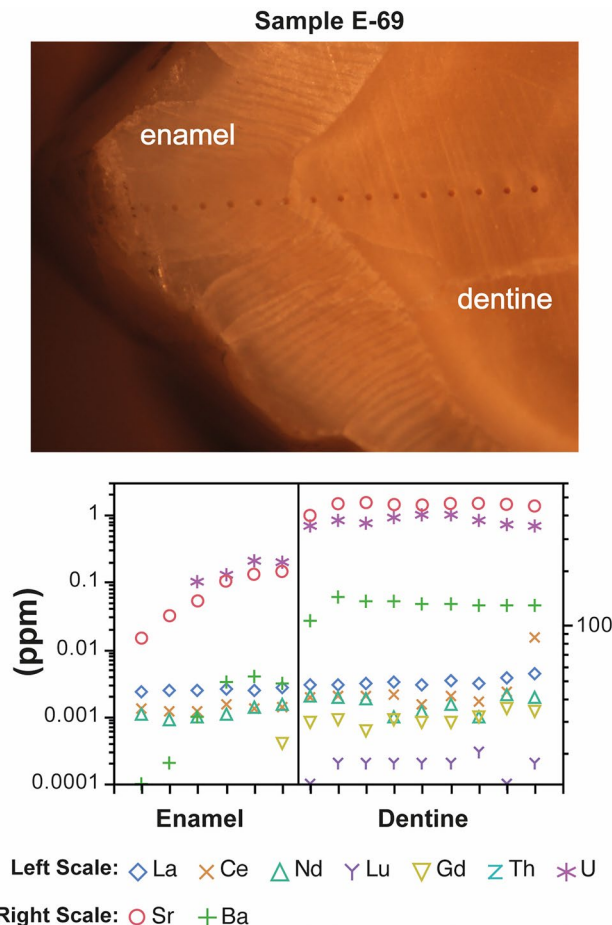 Sample E-69
enamel
dentine
1
0.1
0.01
0.001
0.0001
(ppm)
100
Enamel
Dentine
Left Scale: La Ce Nd Lu Gd Th U
Right Scale: Sr Ba